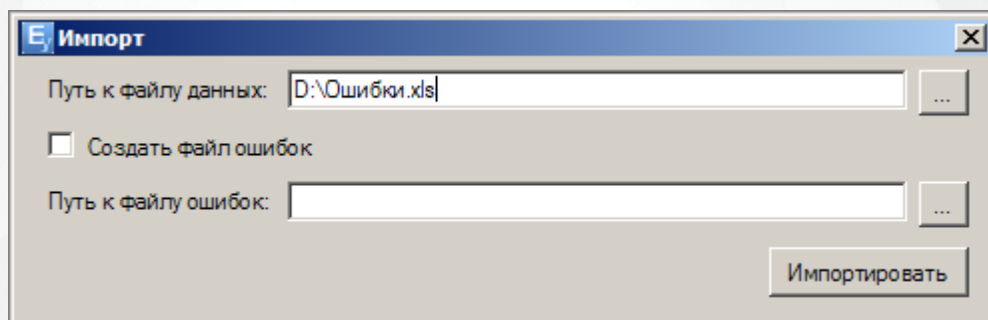 Импорт
Путь к файлу данных: D:\Ошибки.xls ...
Создать файл ошибок
Путь к файлу ошибок: ...
Импортировать